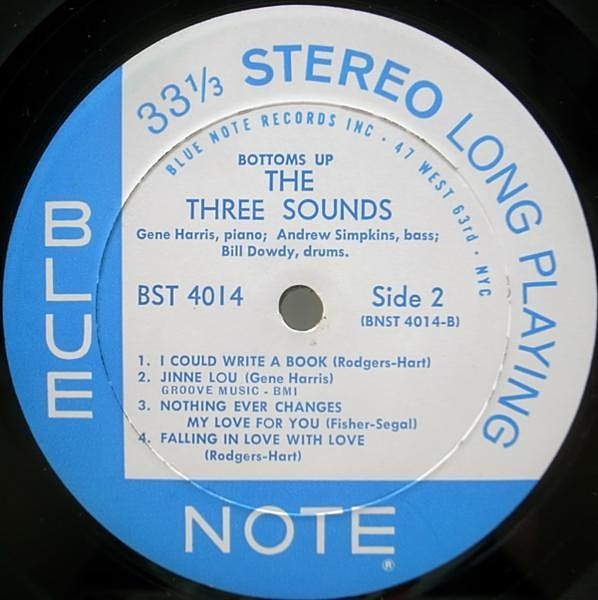 33 1/3 STEREO LONG PLAYING
BLUE NOTE RECORDS INC · 47 WEST 63rd · NYC
BOTTOMS UP
THE
THREE SOUNDS
Gene Harris, piano; Andrew Simpkins, bass;
Bill Dowdy, drums.
BST 4014
Side 2
(BNST 4014-B)
1. I COULD WRITE A BOOK (Rodgers-Hart)
2. JINNE LOU (Gene Harris)
GROOVE MUSIC - BMI
3. NOTHING EVER CHANGES
MY LOVE FOR YOU (Fisher-Segal)
4. FALLING IN LOVE WITH LOVE
(Rodgers-Hart)
BLUE
NOTE®